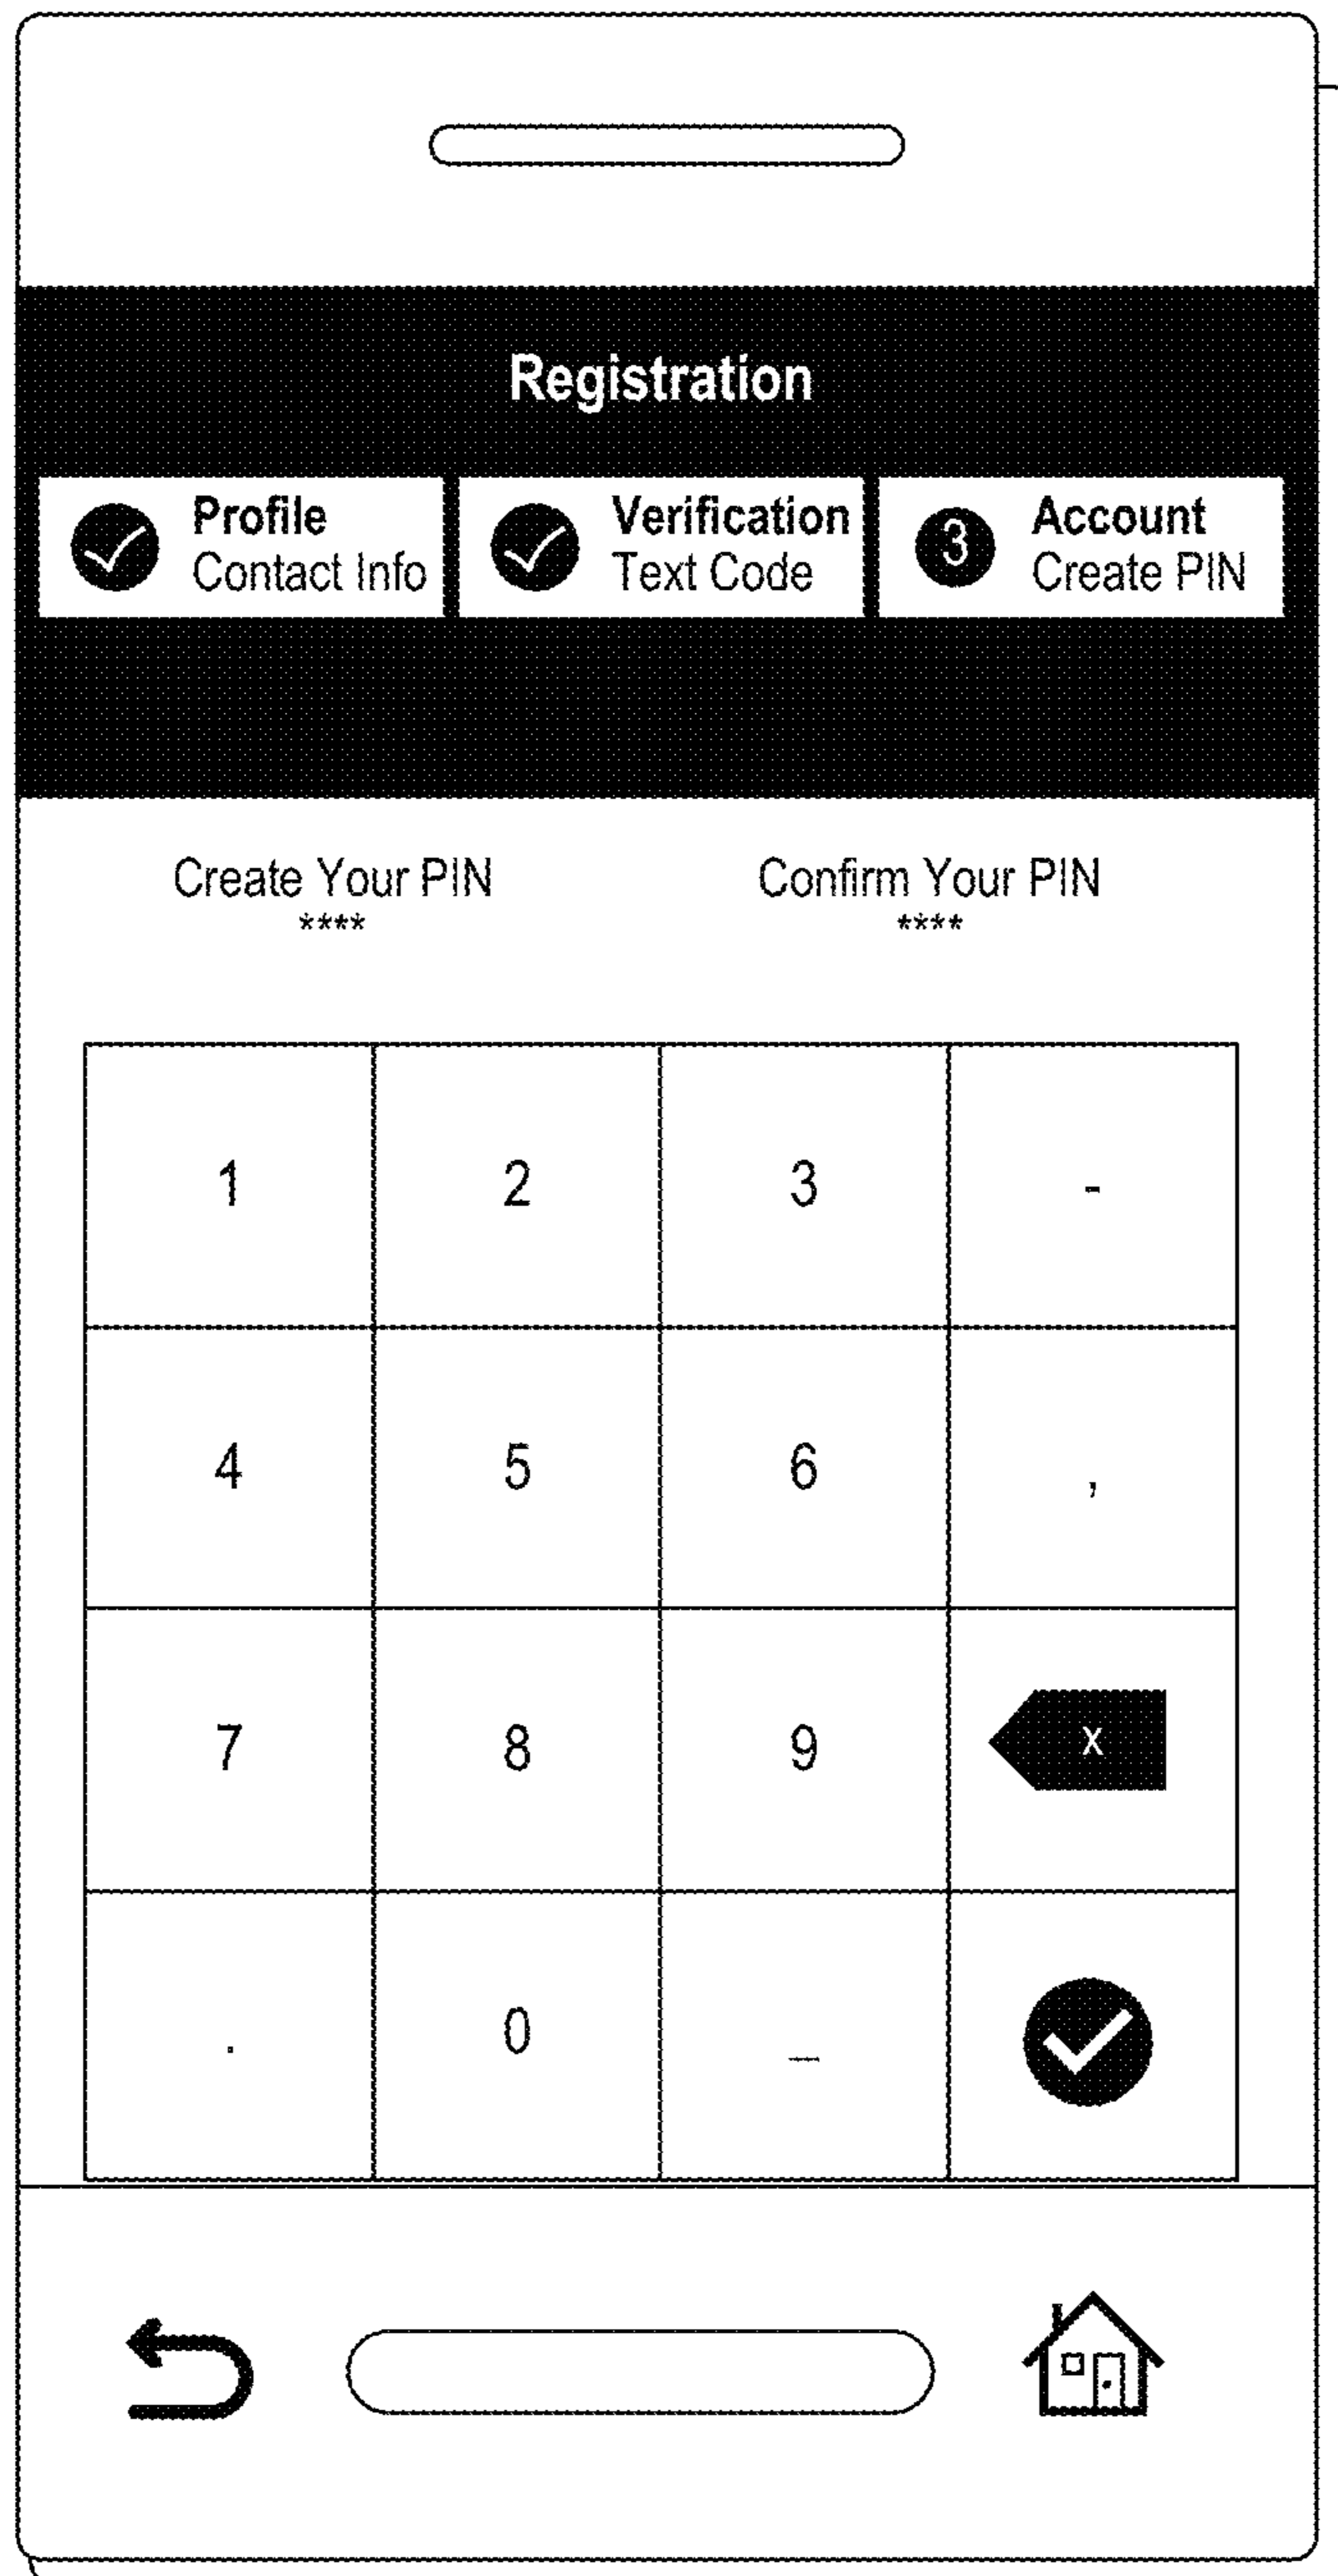 Registration
Profile
Contact Info
Verification
Text Code
3
Account
Create PIN
Create Your PIN
****
Confirm Your PIN
****
1 2 3 -
4 5 6 ,
7 8 9 x
. 0 _